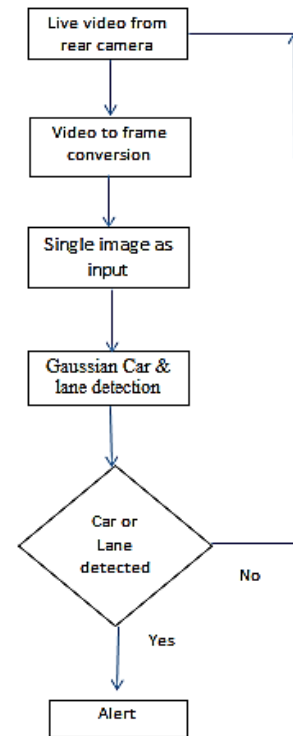 Live video from
rear camera
Video to frame
conversion
Single image as
input
Gaussian Car &
lane detection
Car or
Lane
detected
No
Yes
Alert